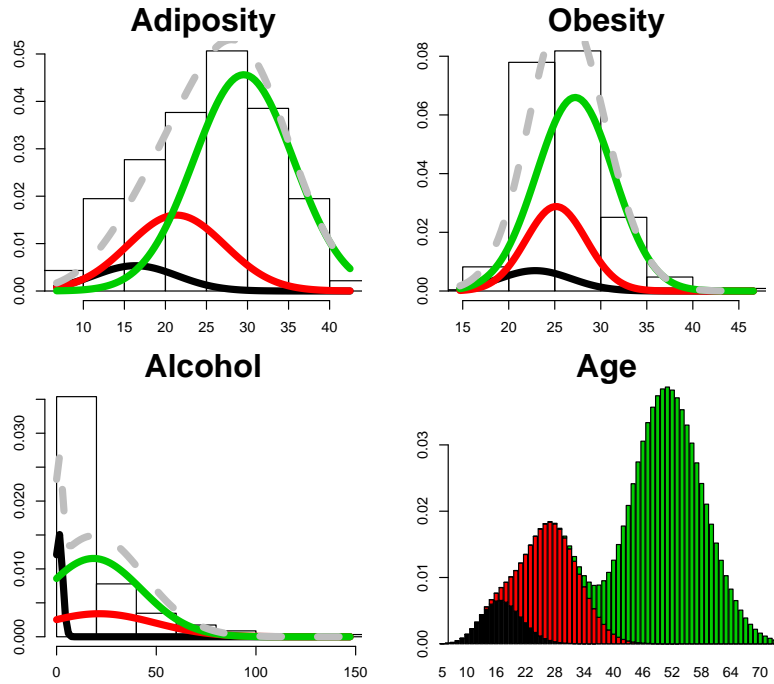 Adiposity
0.00 0.01 0.02 0.03 0.04 0.05
10 15 20 25 30 35 40
Obesity
0.00 0.02 0.04 0.06 0.08
15 20 25 30 35 40 45
Alcohol
0.000 0.010 0.020 0.030
0 50 100 150
Age
0.00 0.01 0.02 0.03
5 10 16 22 28 34 40 46 52 58 64 70